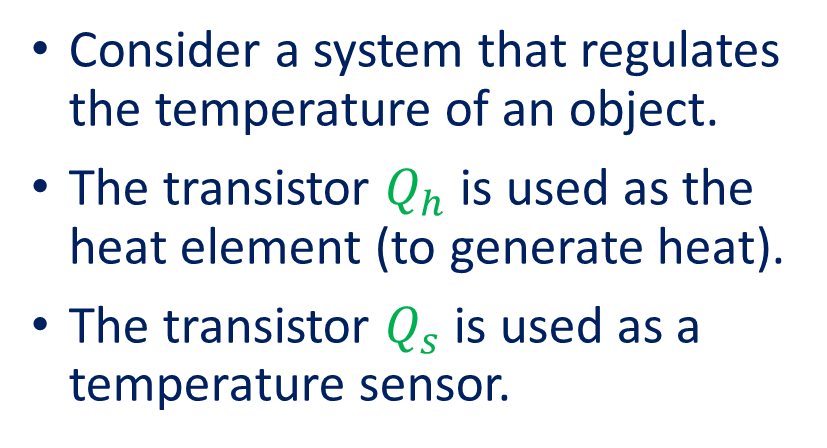 • Consider a system that regulates
the temperature of an object.
• The transistor Qₕ is used as the
heat element (to generate heat).
• The transistor Qₛ is used as a
temperature sensor.